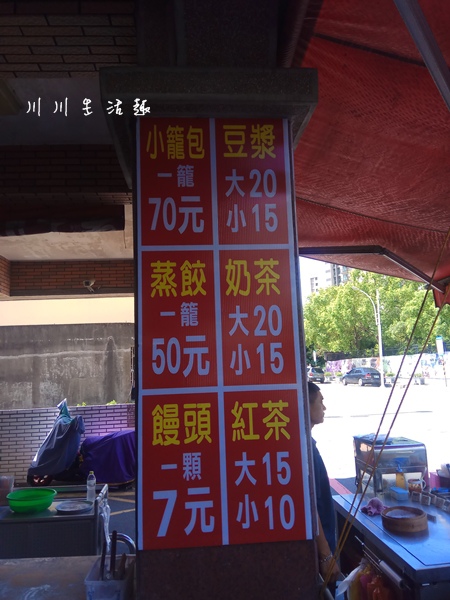 川川生活趣
小籠包
一籠
70元
豆漿
大20
小15
蒸餃
一籠
50元
奶茶
大20
小15
饅頭
一顆
7元
紅茶
大15
小10